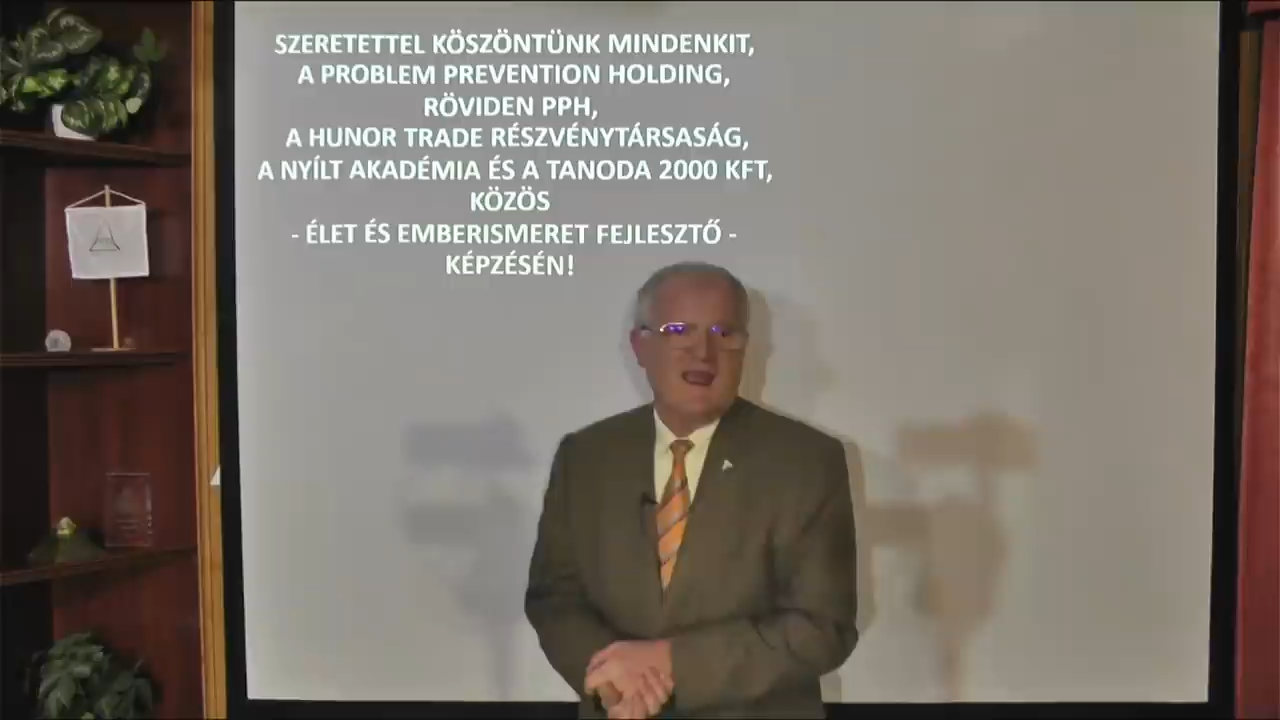 SZERETETTEL KÖSZÖNTÜNK MINDENKIT,
A PROBLEM PREVENTION HOLDING,
RÖVIDEN PPH,
A HUNOR TRADE RÉSZVÉNYTÁRSASÁG,
A NYÍLT AKADÉMIA ÉS A TANODA 2000 KFT,
KÖZÖS
- ÉLET ÉS EMBERISMERET FEJLESZTŐ -
KÉPZÉSÉN!